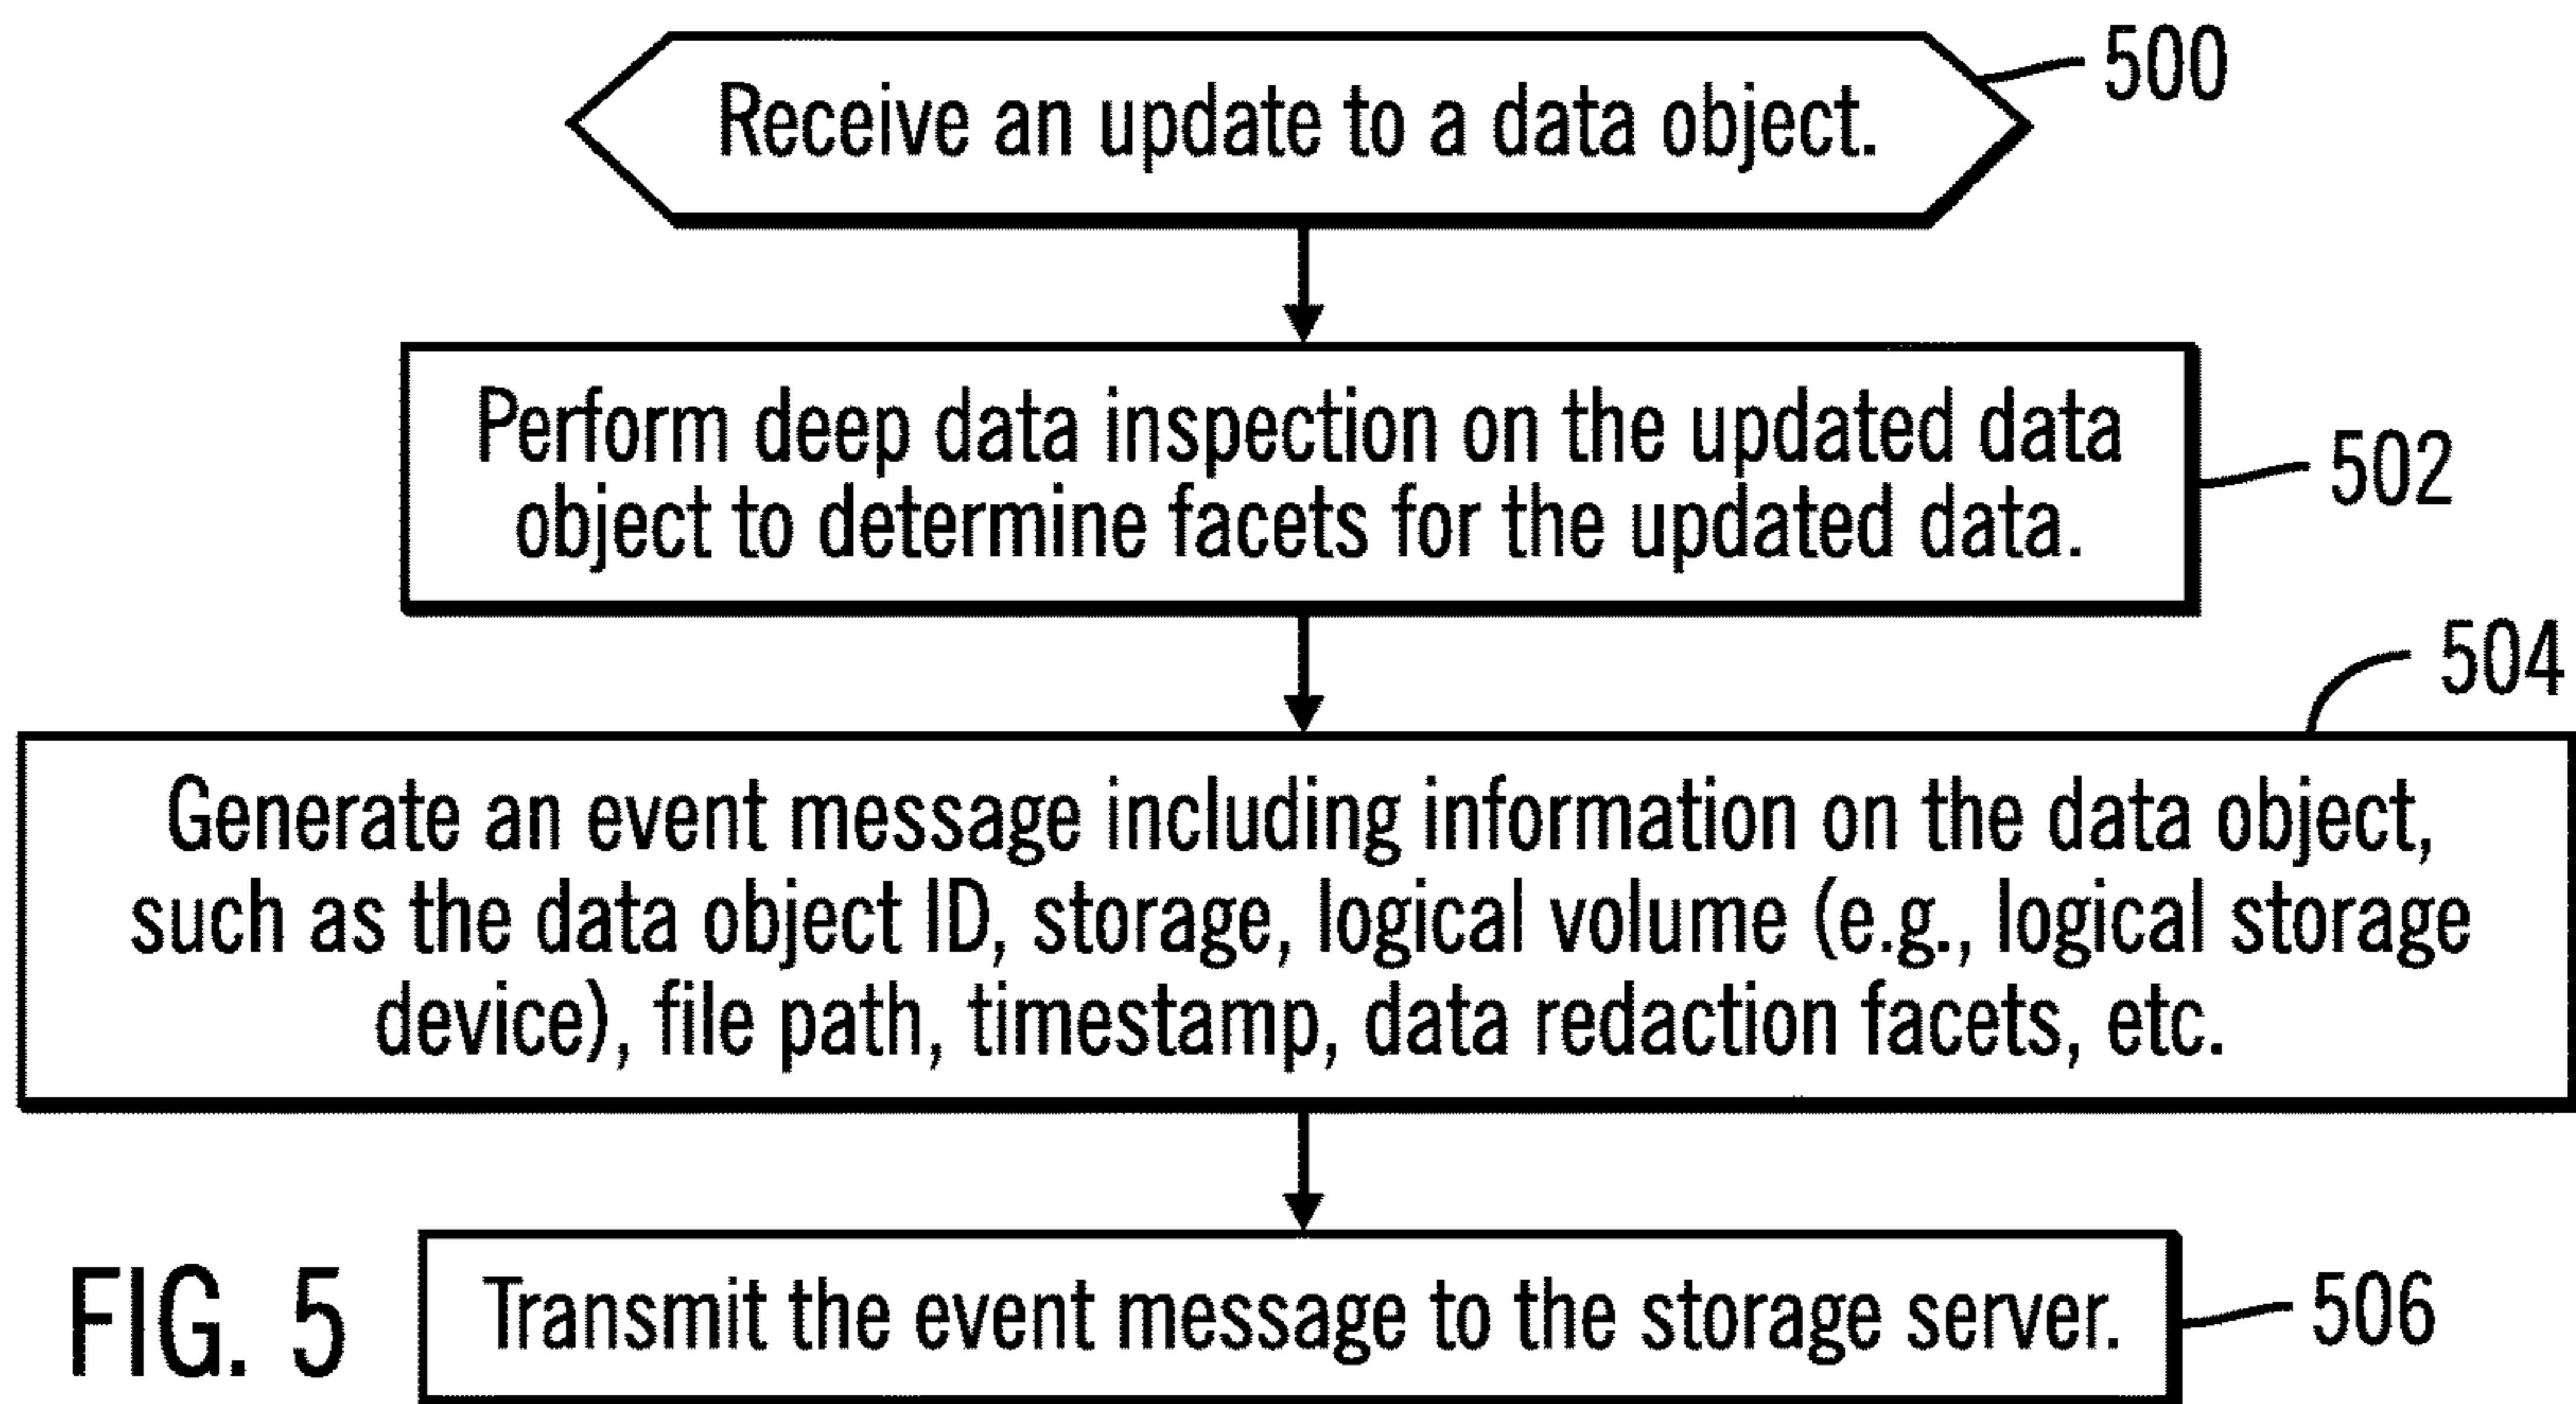 Receive an update to a data object.
500
Perform deep data inspection on the updated data
object to determine facets for the updated data.
502
504
Generate an event message including information on the data object,
such as the data object ID, storage, logical volume (e.g., logical storage
device), file path, timestamp, data redaction facets, etc.
FIG. 5
Transmit the event message to the storage server.
506